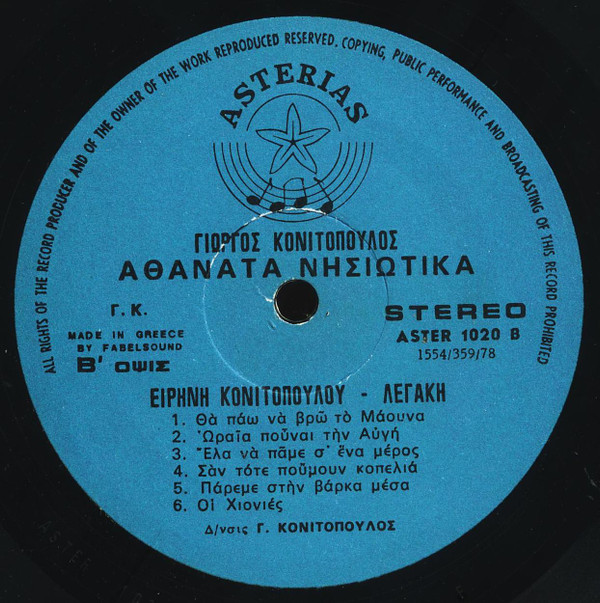 ALL RIGHTS OF THE RECORD PRODUCER AND OF THE OWNER OF THE WORK REPRODUCED RESERVED. COPYING, PUBLIC PERFORMANCE AND BROADCASTING OF THIS RECORD PROHIBITED
ASTERIAS
ΓΙΩΡΓΟΣ ΚΟΝΙΤΟΠΟΥΛΟΣ
ΑΘΑΝΑΤΑ ΝΗΣΙΩΤΙΚΑ
Γ. Κ.
STEREO
MADE IN GREECE
BY FABELSOUND
ASTER 1020 B
1554/359/78
Β' ΟΨΙΣ
ΕΙΡΗΝΗ ΚΟΝΙΤΟΠΟΥΛΟΥ - ΛΕΓΑΚΗ
1. Θὰ πάω νὰ βρῶ τὸ Μάουνα
2. Ὡραῖα ποὖναι τὴν Αὐγή
3. Ἔλα νὰ πᾶμε σ' ἕνα μέρος
4. Σὰν τότε ποὔμουν κοπελιά
5. Πάρεμε στὴν βάρκα μέσα
6. Οἱ Χιονιές
Δ/νσις Γ. ΚΟΝΙΤΟΠΟΥΛΟΣ